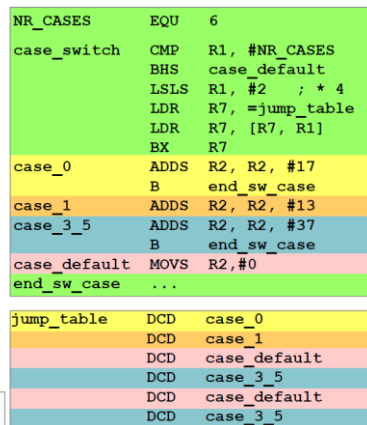 NR_CASES EQU 6
case_switch CMP R1, #NR_CASES
BHS case_default
LSLS R1, #2 ; * 4
LDR R7, =jump_table
LDR R7, [R7, R1]
BX R7
case_0 ADDS R2, R2, #17
B end_sw_case
case_1 ADDS R2, R2, #13
case_3_5 ADDS R2, R2, #37
B end_sw_case
case_default MOVS R2,#0
end_sw_case ...
jump_table DCD case_0
DCD case_1
DCD case_default
DCD case_3_5
DCD case_default
DCD case_3_5